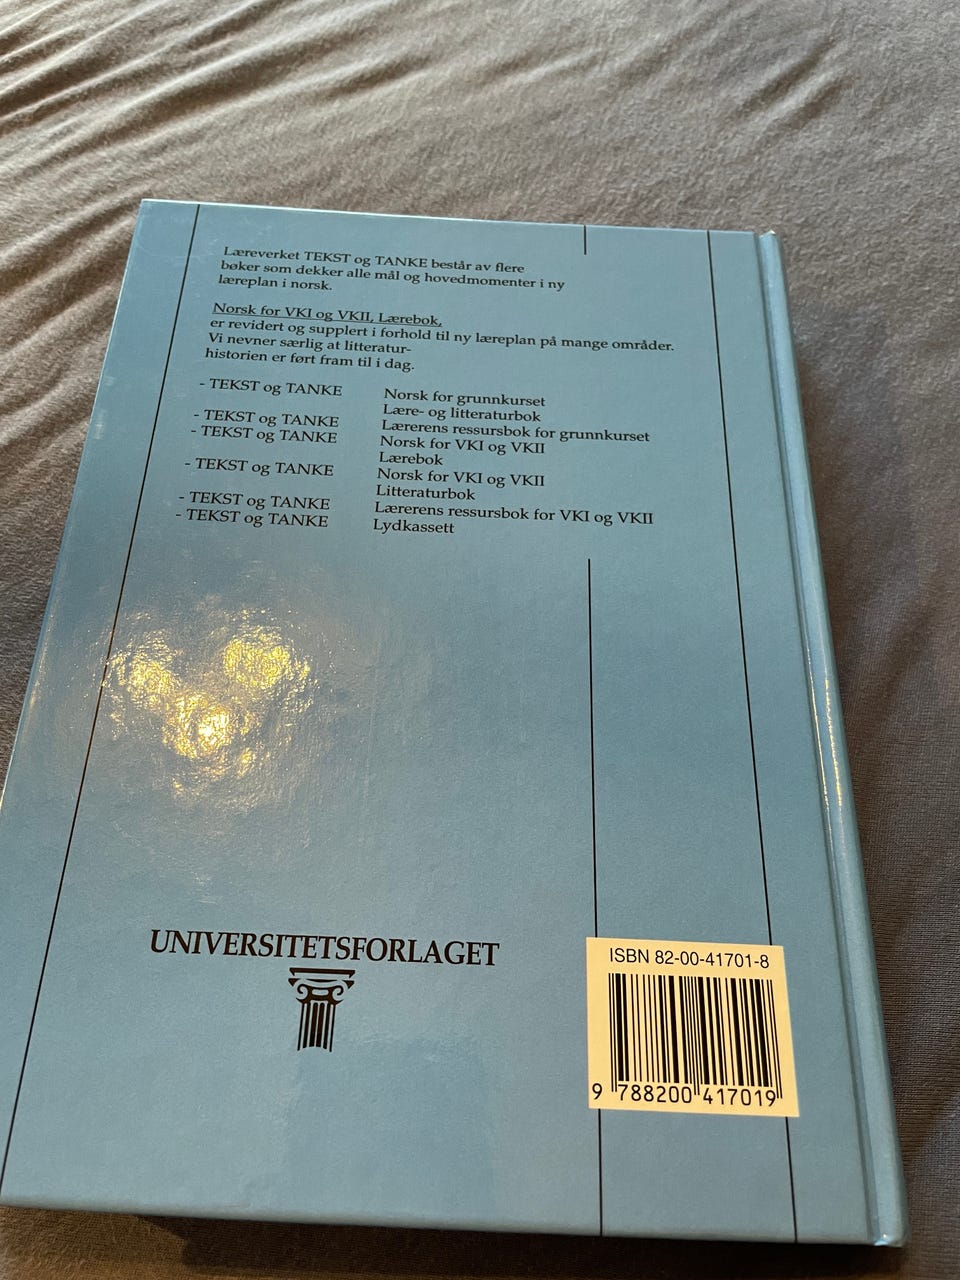 Læreverket TEKST og TANKE består av flere
bøker som dekker alle mål og hovedmomenter i ny
læreplan i norsk.
Norsk for VKI og VKII, Lærebok,
er revidert og supplert i forhold til ny læreplan på mange områder.
Vi nevner særlig at litteratur-
historien er ført fram til i dag.
- TEKST og TANKE Norsk for grunnkurset
Lære- og litteraturbok
- TEKST og TANKE Lærerens ressursbok for grunnkurset
- TEKST og TANKE Norsk for VKI og VKII
Lærebok
- TEKST og TANKE Norsk for VKI og VKII
Litteraturbok
- TEKST og TANKE Lærerens ressursbok for VKI og VKII
- TEKST og TANKE Lydkassett
UNIVERSITETSFORLAGET
ISBN 82-00-41701-8
9 788200 417019